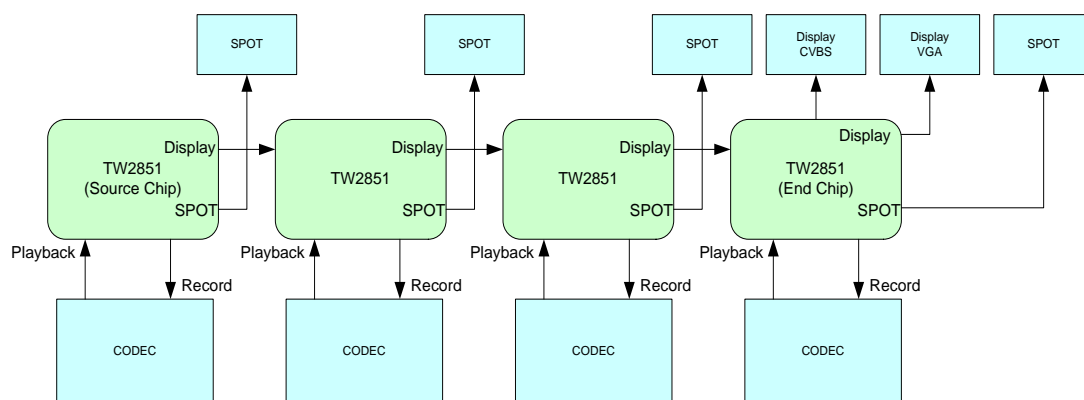 SPOT
SPOT
SPOT
Display
CVBS
Display
VGA
SPOT
Display
TW2851
(Source Chip)
SPOT
Display
TW2851
SPOT
Display
TW2851
SPOT
Display
TW2851
(End Chip)
SPOT
Playback
Record
Playback
Record
Playback
Record
Playback
Record
CODEC
CODEC
CODEC
CODEC